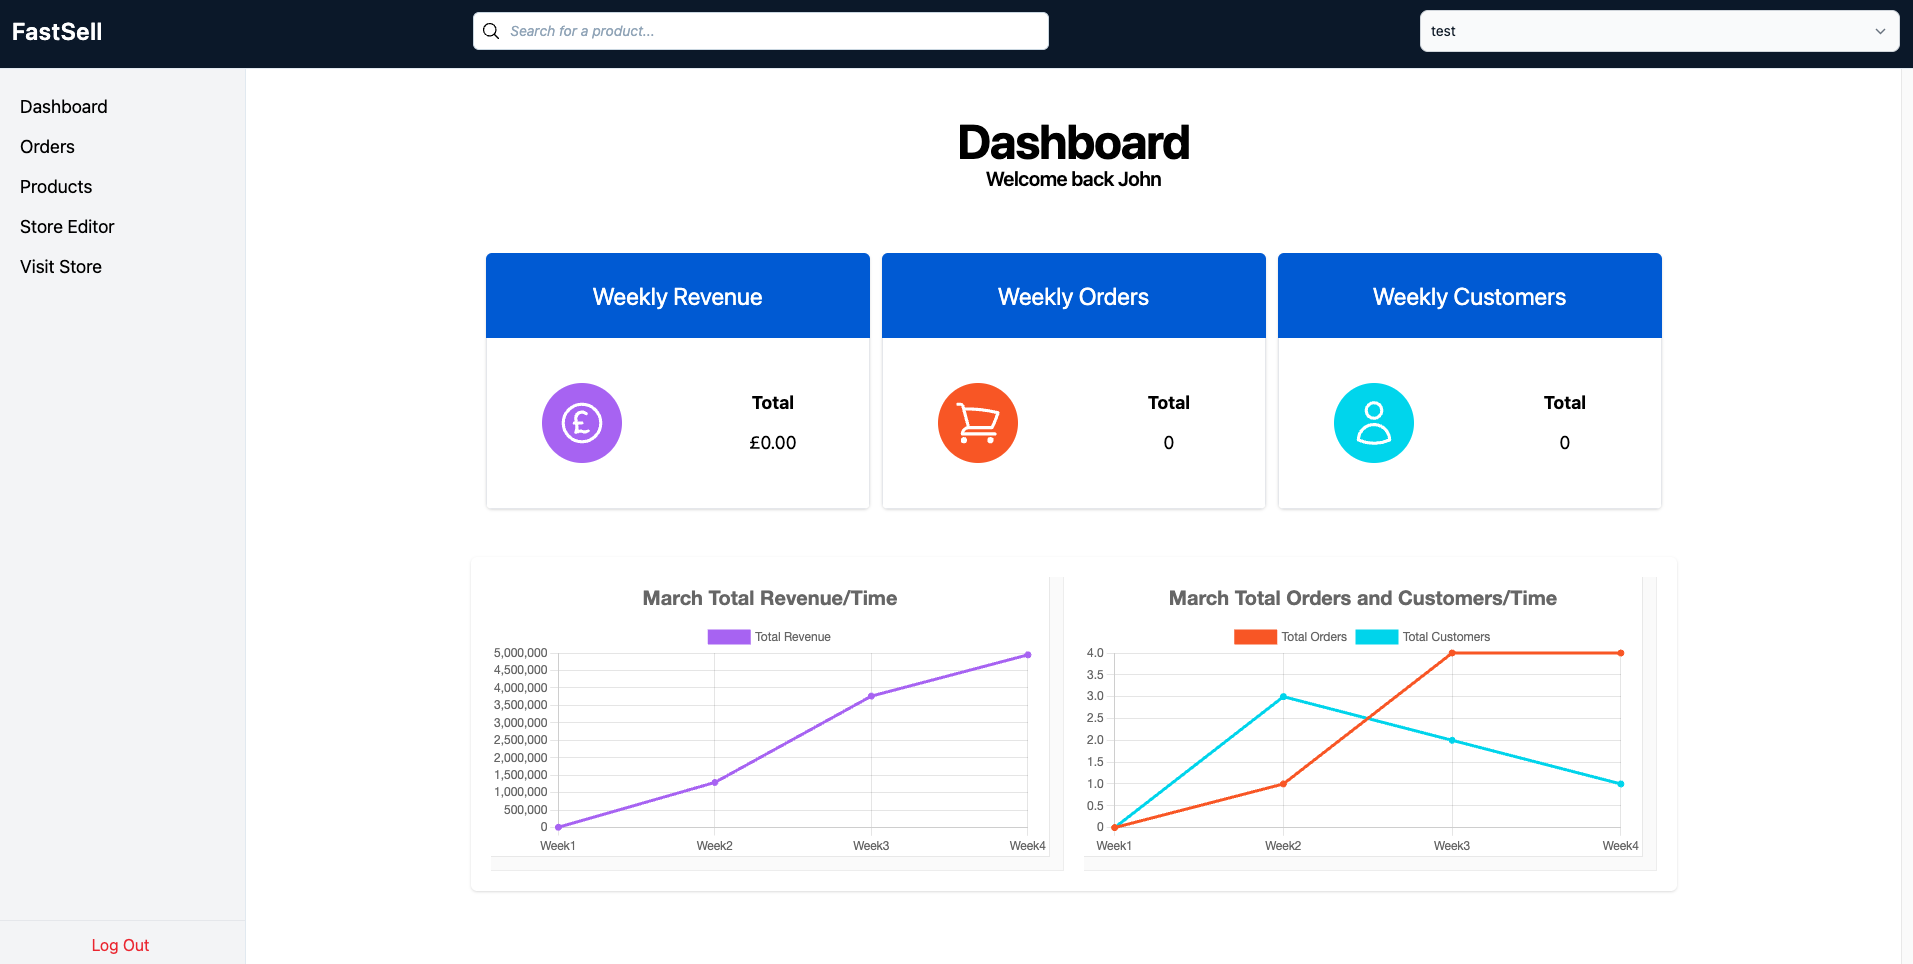 FastSell
Search for a product...
test
Dashboard
Orders
Products
Store Editor
Visit Store
Log Out
Dashboard
Welcome back John
Weekly Revenue
£
Total
£0.00
Weekly Orders
Total
0
Weekly Customers
Total
0
March Total Revenue/Time
Total Revenue
5,000,000
4,500,000
4,000,000
3,500,000
3,000,000
2,500,000
2,000,000
1,500,000
1,000,000
500,000
0
Week1 Week2 Week3 Week4
March Total Orders and Customers/Time
Total Orders Total Customers
4.0
3.5
3.0
2.5
2.0
1.5
1.0
0.5
0
Week1 Week2 Week3 Week4